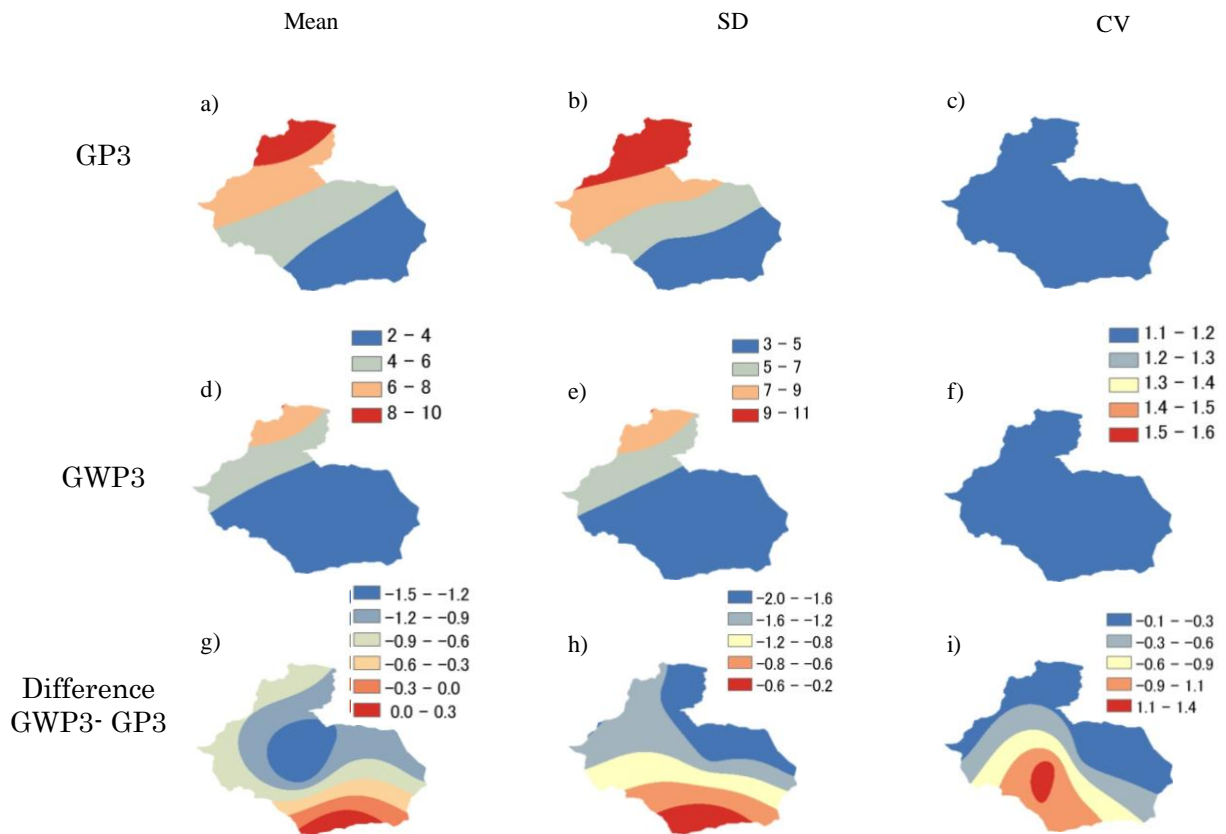 Mean SD CV
a) b) c)
GP3
2 - 4
4 - 6
6 - 8
8 - 10
3 - 5
5 - 7
7 - 9
9 - 11
1.1 - 1.2
1.2 - 1.3
1.3 - 1.4
1.4 - 1.5
1.5 - 1.6
d) e) f)
GWP3
-1.5 - -1.2
-1.2 - -0.9
-0.9 - -0.6
-0.6 - -0.3
-0.3 - 0.0
0.0 - 0.3
-2.0 - -1.6
-1.6 - -1.2
-1.2 - -0.8
-0.8 - -0.6
-0.6 - -0.2
-0.1 - -0.3
-0.3 - -0.6
-0.6 - -0.9
-0.9 - 1.1
1.1 - 1.4
g) h) i)
Difference
GWP3- GP3